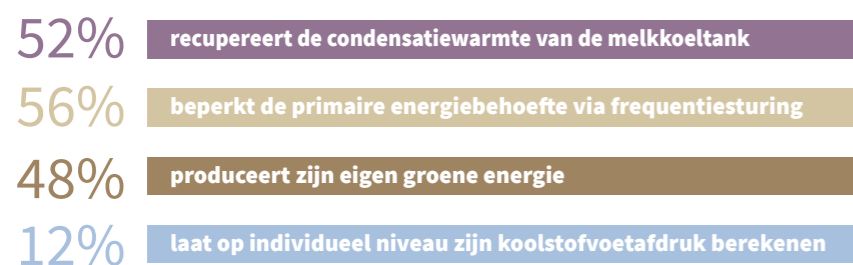 52% recupereert de condensatiewarmte van de melkkoeltank
56% beperkt de primaire energiebehoefte via frequentiesturing
48% produceert zijn eigen groene energie
12% laat op individueel niveau zijn koolstofvoetafdruk berekenen